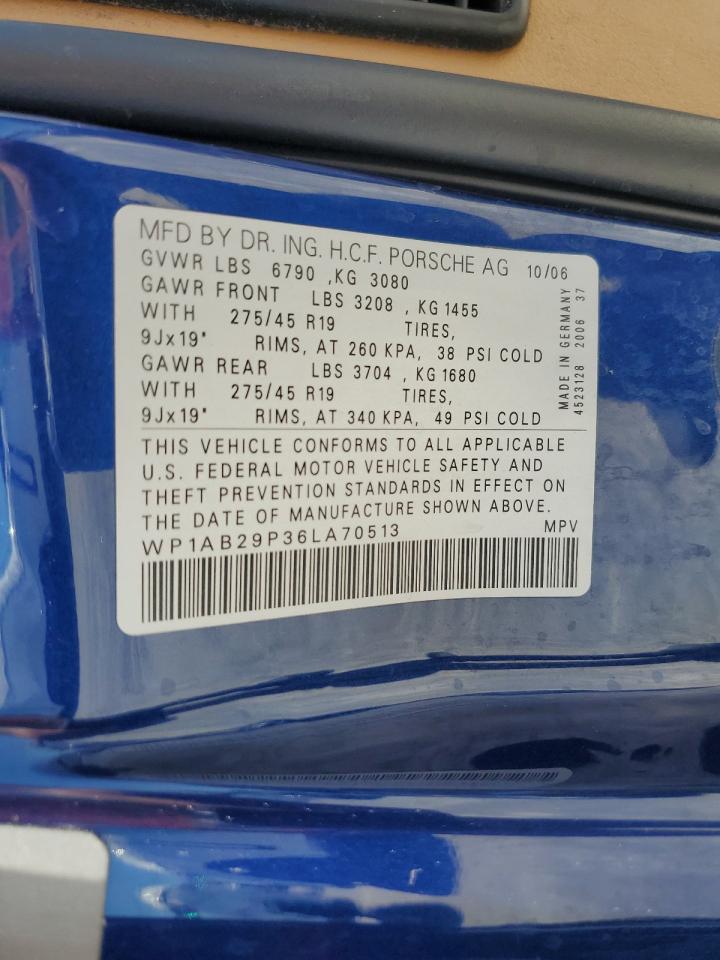 MFD BY DR. ING. H.C.F. PORSCHE AG 10/06
GVWR LBS 6790 ,KG 3080
GAWR FRONT LBS 3208 , KG 1455
WITH 275/45 R19 TIRES,
9Jx19" RIMS, AT 260 KPA, 38 PSI COLD
GAWR REAR LBS 3704 , KG 1680
WITH 275/45 R19 TIRES,
9Jx19" RIMS, AT 340 KPA, 49 PSI COLD
MADE IN GERMANY
4523128 2006 37
THIS VEHICLE CONFORMS TO ALL APPLICABLE
U.S. FEDERAL MOTOR VEHICLE SAFETY AND
THEFT PREVENTION STANDARDS IN EFFECT ON
THE DATE OF MANUFACTURE SHOWN ABOVE.
WP1AB29P36LA70513 MPV